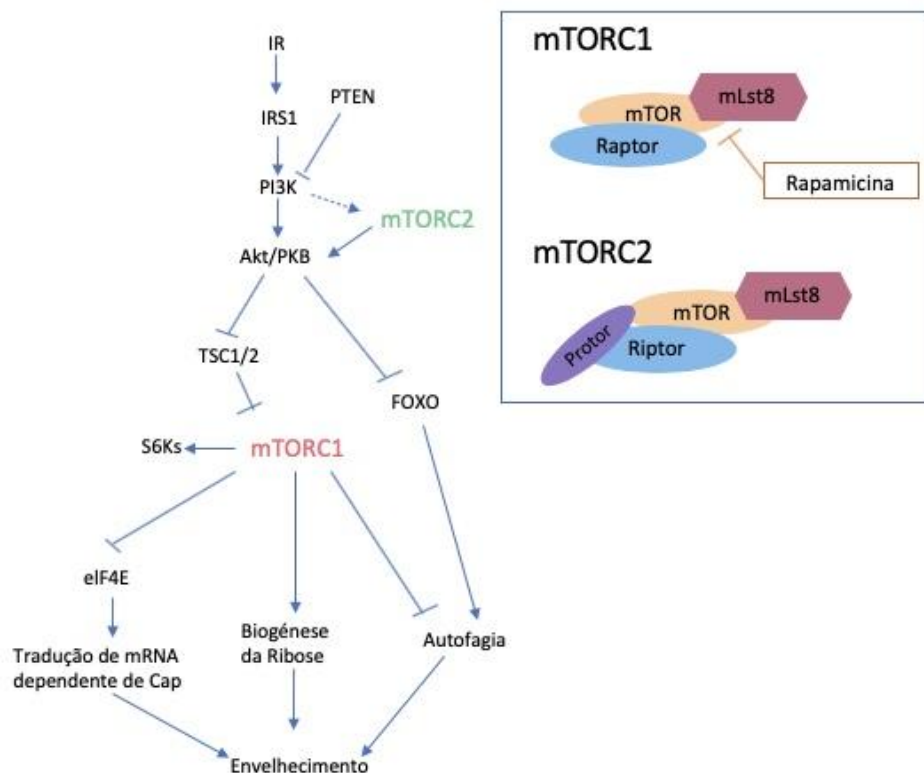 IR
IRS1
PTEN
PI3K
mTORC2
Akt/PKB
TSC1/2
FOXO
S6Ks
mTORC1
eIF4E
Tradução de mRNA
dependente de Cap
Biogénese
da Ribose
Autofagia
Envelhecimento
mTORC1
mLst8
mTOR
Raptor
Rapamicina
mTORC2
mLst8
mTOR
Protor
Riptor